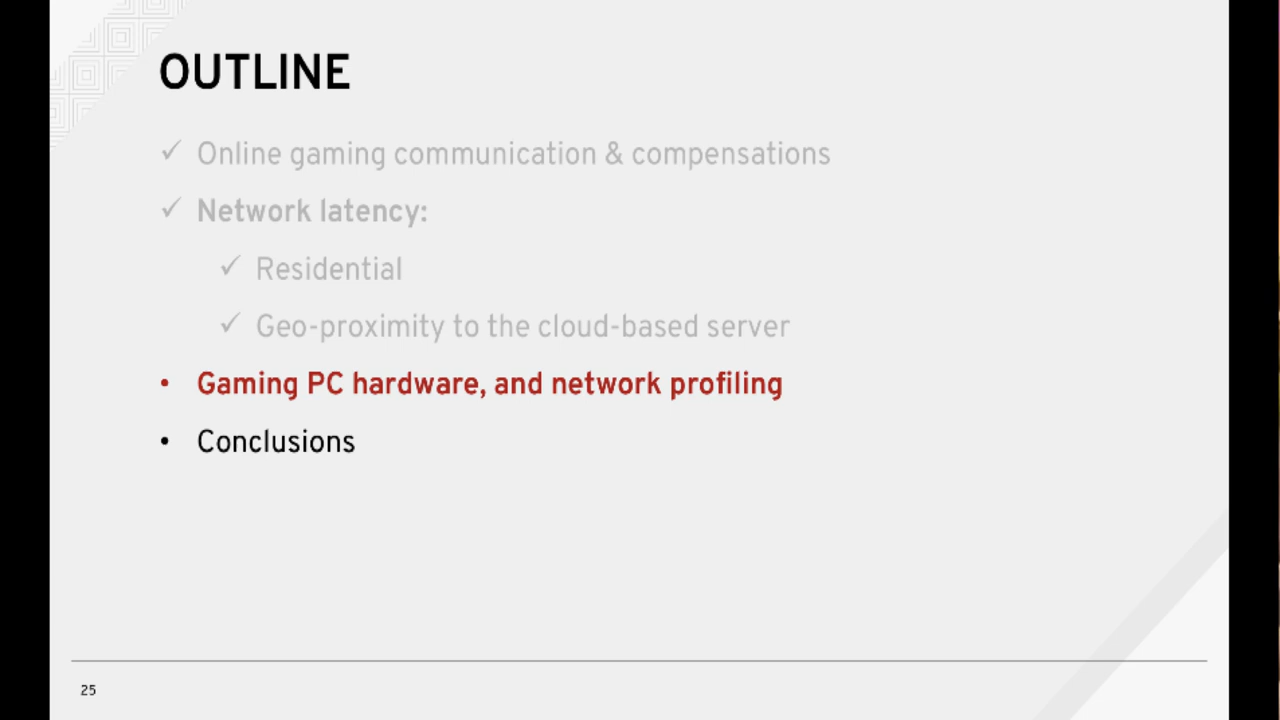 OUTLINE
✓ Online gaming communication & compensations
✓ Network latency:
✓ Residential
✓ Geo-proximity to the cloud-based server
• Gaming PC hardware, and network profiling
• Conclusions
25